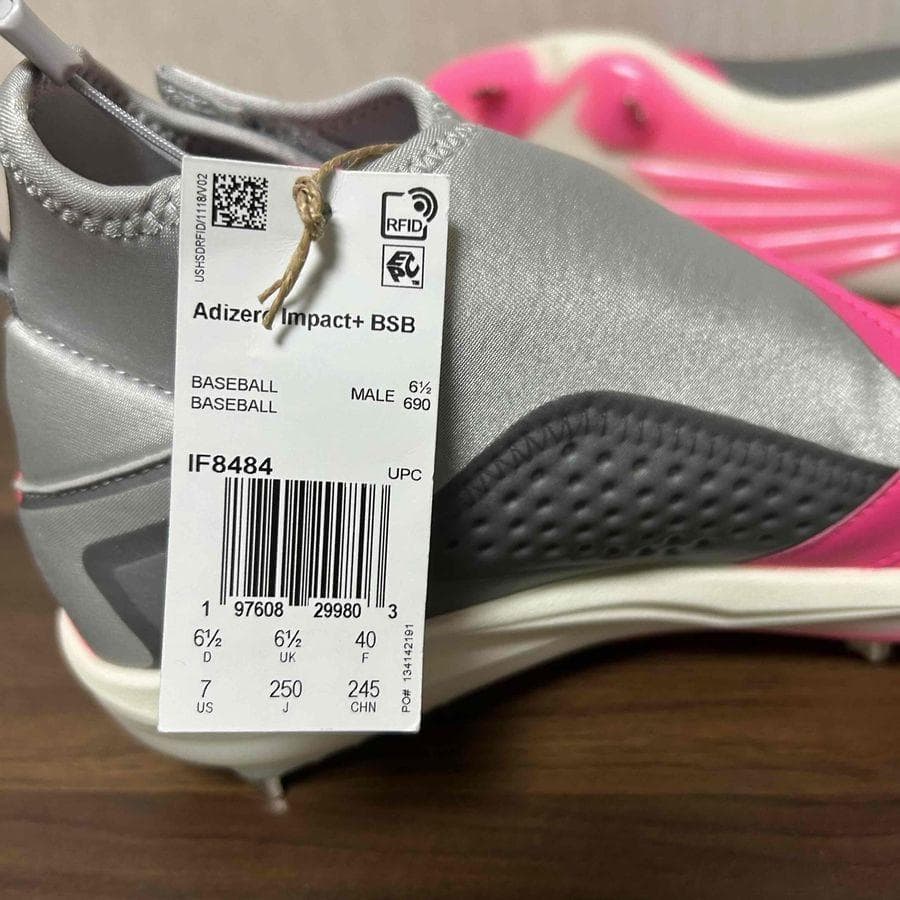 USHSDRFID/1118/V02
RFID
EPC™
Adizero Impact+ BSB
BASEBALL
BASEBALL
MALE 6½
690
IF8484
UPC
1 97608 29980 3
6½ 6½ 40
D UK F
7 250 245
US J CHN
PO# 134142191